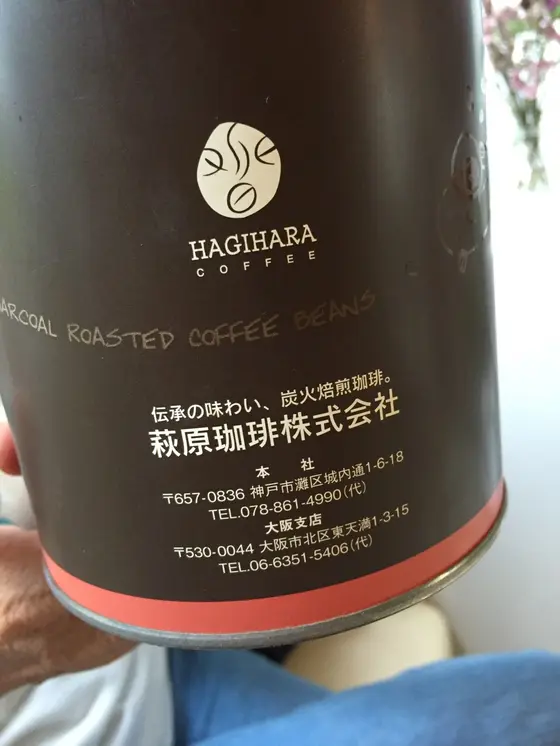 HAGIHARA
COFFEE
ARCOAL ROASTED COFFEE BEANS
伝承の味わい、炭火焙煎珈琲。
萩原珈琲株式会社
本 社
〒657-0836 神戸市灘区城内通1-6-18
TEL.078-861-4990(代)
大阪支店
〒530-0044 大阪市北区東天満1-3-15
TEL.06-6351-5406(代)